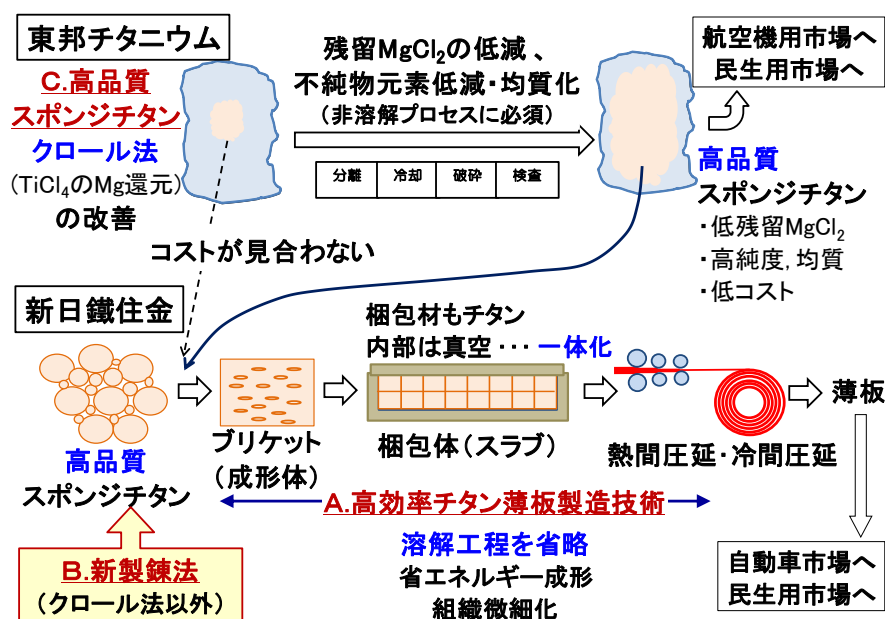 東邦チタニウム
C.高品質
スポンジチタン
クロール法
(TiCl₄のMg還元)
の改善
残留MgCl₂の低減、
不純物元素低減・均質化
(非溶解プロセスに必須)
分離 冷却 破砕 検査
航空機用市場へ
民生用市場へ
高品質
スポンジチタン
・低残留MgCl₂
・高純度, 均質
・低コスト
コストが見合わない
新日鐵住金
高品質
スポンジチタン
B.新製錬法
(クロール法以外)
ブリケット
(成形体)
梱包材もチタン
内部は真空・・・一体化
梱包体(スラブ)
熱間圧延・冷間圧延
薄板
A.高効率チタン薄板製造技術
溶解工程を省略
省エネルギー成形
組織微細化
自動車市場へ
民生用市場へ